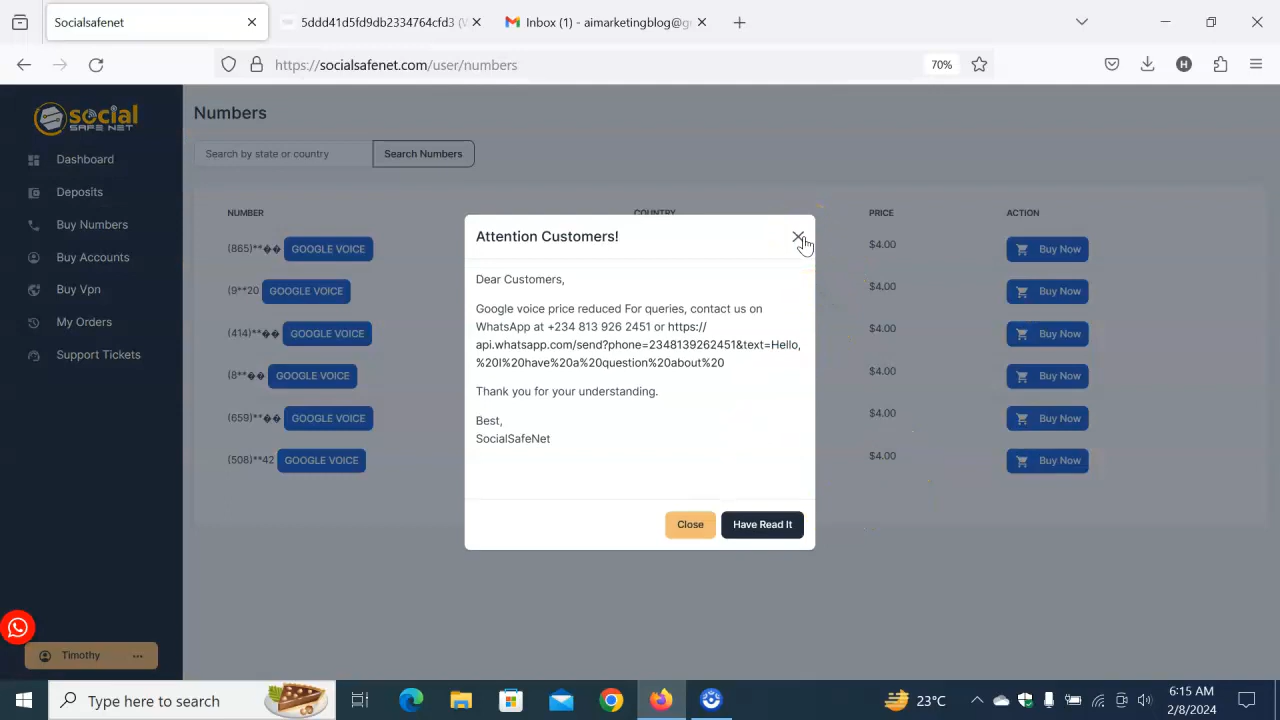 Socialsafenet
5ddd41d5fd9db2334764cfd3 (W
Inbox (1) - aimarketingblog@g
https://socialsafenet.com/user/numbers
70%
H
social
SAFE NET
Dashboard
Deposits
Buy Numbers
Buy Accounts
Buy Vpn
My Orders
Support Tickets
Timothy
Numbers
Search by state or country
Search Numbers
NUMBER COUNTRY PRICE ACTION
(865)**�� GOOGLE VOICE $4.00 Buy Now
(9**20 GOOGLE VOICE $4.00 Buy Now
(414)**�� GOOGLE VOICE $4.00 Buy Now
(8**�� GOOGLE VOICE $4.00 Buy Now
(659)**�� GOOGLE VOICE $4.00 Buy Now
(508)**42 GOOGLE VOICE $4.00 Buy Now
Attention Customers!
Dear Customers,
Google voice price reduced For queries, contact us on
WhatsApp at +234 813 926 2451 or https://
api.whatsapp.com/send?phone=2348139262451&text=Hello,
%20I%20have%20a%20question%20about%20
Thank you for your understanding.
Best,
SocialSafeNet
Close
Have Read It
Type here to search
23°C
6:15 AM
2/8/2024